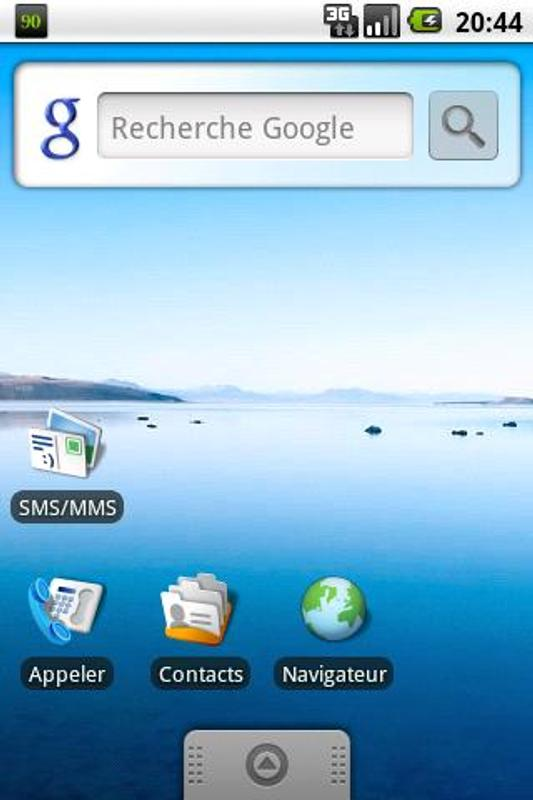 90 3G 20:44
g Recherche Google
SMS/MMS
Appeler Contacts Navigateur